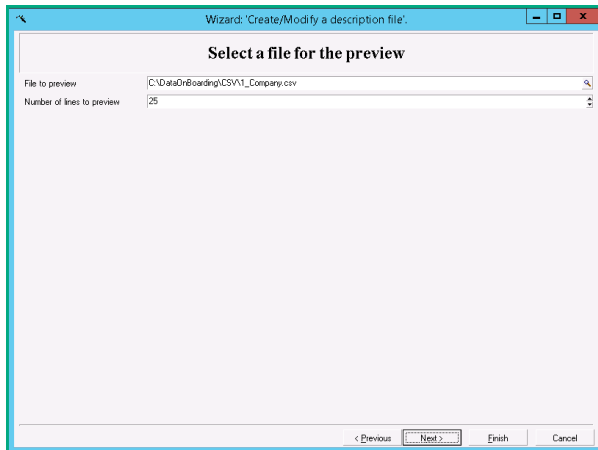 Wizard: 'Create/Modify a description file'.
Select a file for the preview
File to preview C:\DataOnBoarding\CSV\1_Company.csv
Number of lines to preview 25
< Previous Next > Finish Cancel